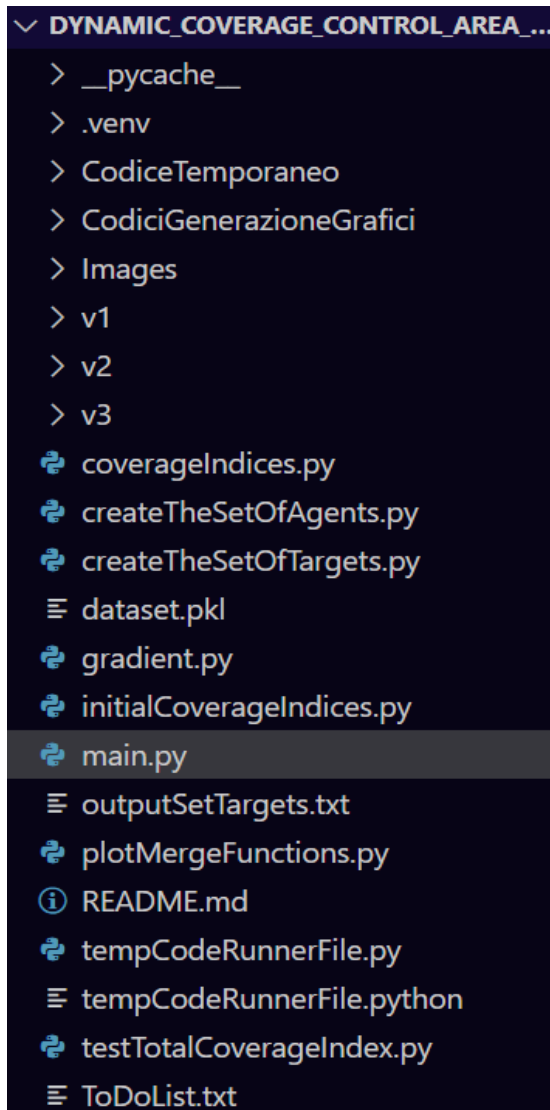 DYNAMIC_COVERAGE_CONTROL_AREA_...
__pycache__
.venv
CodiceTemporaneo
CodiciGenerazioneGrafici
Images
v1
v2
v3
coverageIndices.py
createTheSetOfAgents.py
createTheSetOfTargets.py
dataset.pkl
gradient.py
initialCoverageIndices.py
main.py
outputSetTargets.txt
plotMergeFunctions.py
README.md
tempCodeRunnerFile.py
tempCodeRunnerFile.python
testTotalCoverageIndex.py
ToDoList.txt